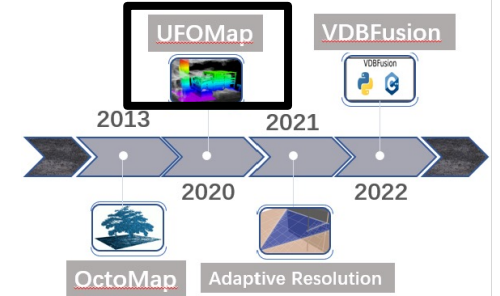 UFOMap
VDBFusion
VDBFusion
2013
2021
2020
2022
OctoMap
Adaptive Resolution